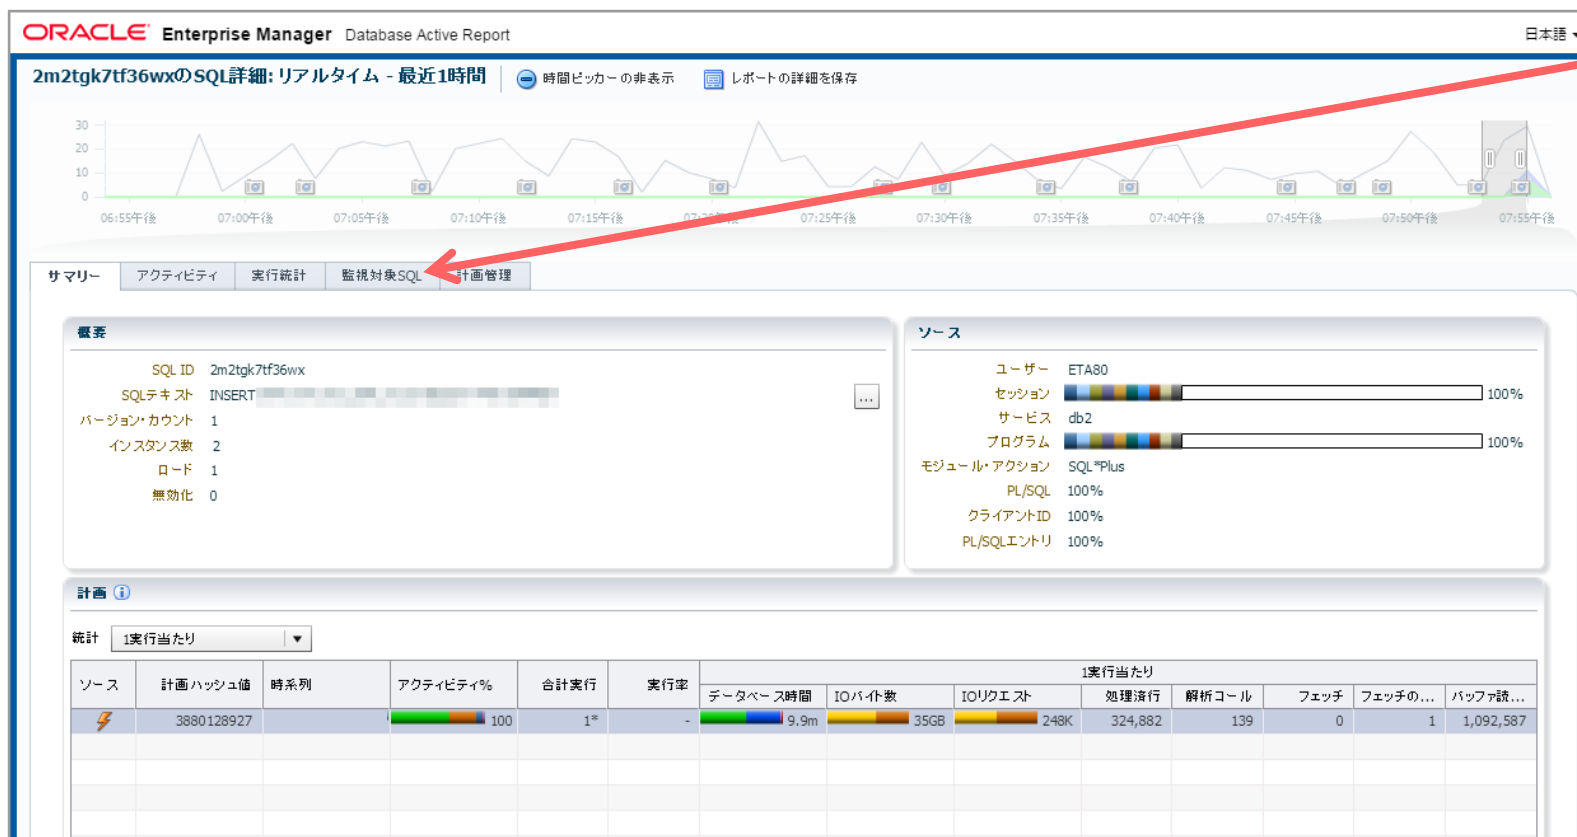 ORACLE Enterprise Manager Database Active Report
日本語
2m2tgk7tf36wxのSQL詳細: リアルタイム - 最近1時間 時間ピッカーの非表示 レポートの詳細を保存
30
20
10
0
06:55午後 07:00午後 07:05午後 07:10午後 07:15午後 07:20午後 07:25午後 07:30午後 07:35午後 07:40午後 07:45午後 07:50午後 07:55午後
サマリー アクティビティ 実行統計 監視対象SQL 計画管理
概要
SQL ID 2m2tgk7tf36wx
SQLテキスト INSERT ...
バージョン・カウント 1
インスタンス数 2
ロード 1
無効化 0
ソース
ユーザー ETA80
セッション 100%
サービス db2
プログラム 100%
モジュール・アクション SQL*Plus
PL/SQL 100%
クライアントID 100%
PL/SQLエントリ 100%
計画
統計 1実行当たり
1実行当たり
ソース 計画ハッシュ値 時系列 アクティビティ% 合計実行 実行率 データベース時間 IOバイト数 IOリクエスト 処理済行 解析コール フェッチ フェッチの... バッファ読...
3880128927 100 1* - 9.9m 35GB 248K 324,882 139 0 1 1,092,587